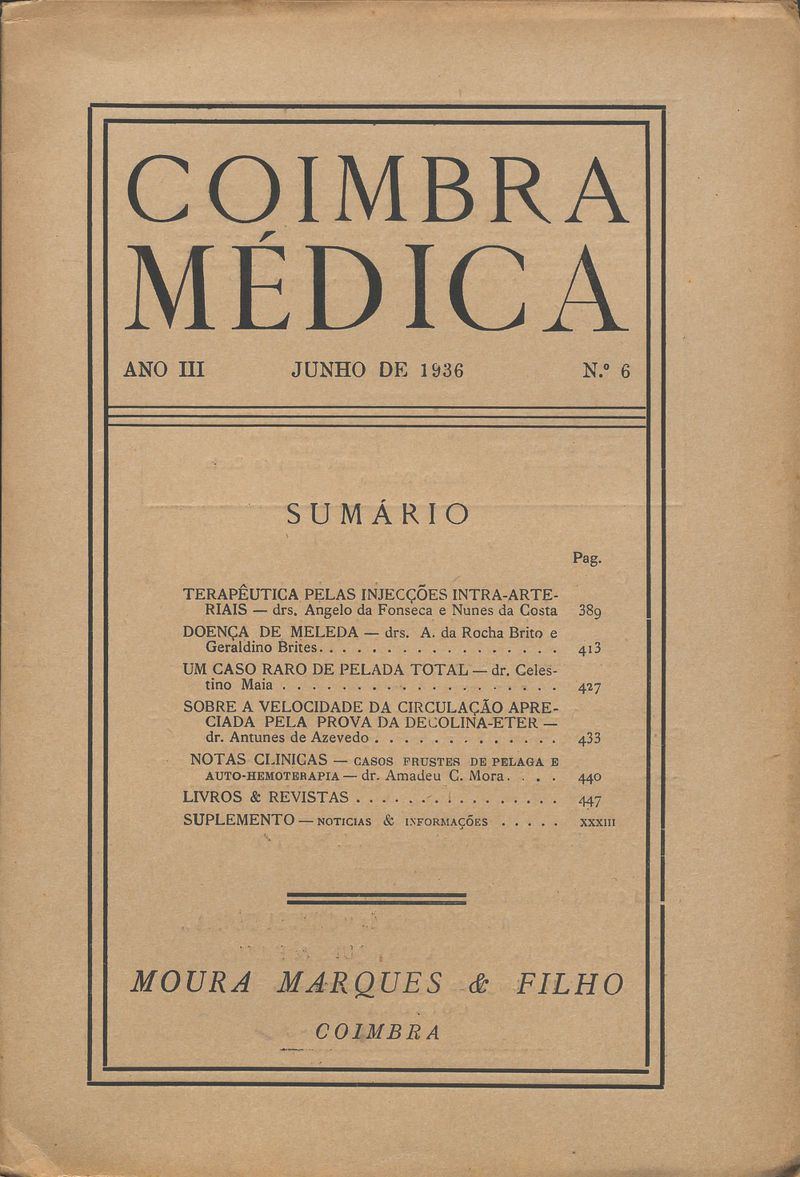 COIMBRA
MÉDICA
ANO III JUNHO DE 1936 N.º 6
SUMÁRIO
Pag.
TERAPÊUTICA PELAS INJECÇÕES INTRA-ARTE-
RIAIS — drs. Angelo da Fonseca e Nunes da Costa 389
DOENÇA DE MELEDA — drs. A. da Rocha Brito e
Geraldino Brites. . . . . . . . . . . . . . . . . . 413
UM CASO RARO DE PELADA TOTAL — dr. Celes-
tino Maia . . . . . . . . . . . . . . . . . . . 427
SOBRE A VELOCIDADE DA CIRCULAÇÃO APRE-
CIADA PELA PROVA DA DECOLINA-ETER —
dr. Antunes de Azevedo . . . . . . . . . . . . . 433
NOTAS CLINICAS — CASOS FRUSTES DE PELAGA E
AUTO-HEMOTERAPIA — dr. Amadeu C. Mora. . . . 440
LIVROS & REVISTAS . . . . . . . . . . . . . . 447
SUPLEMENTO — NOTICIAS & INFORMAÇÕES . . . . . XXXIII
MOURA MARQUES & FILHO
COIMBRA